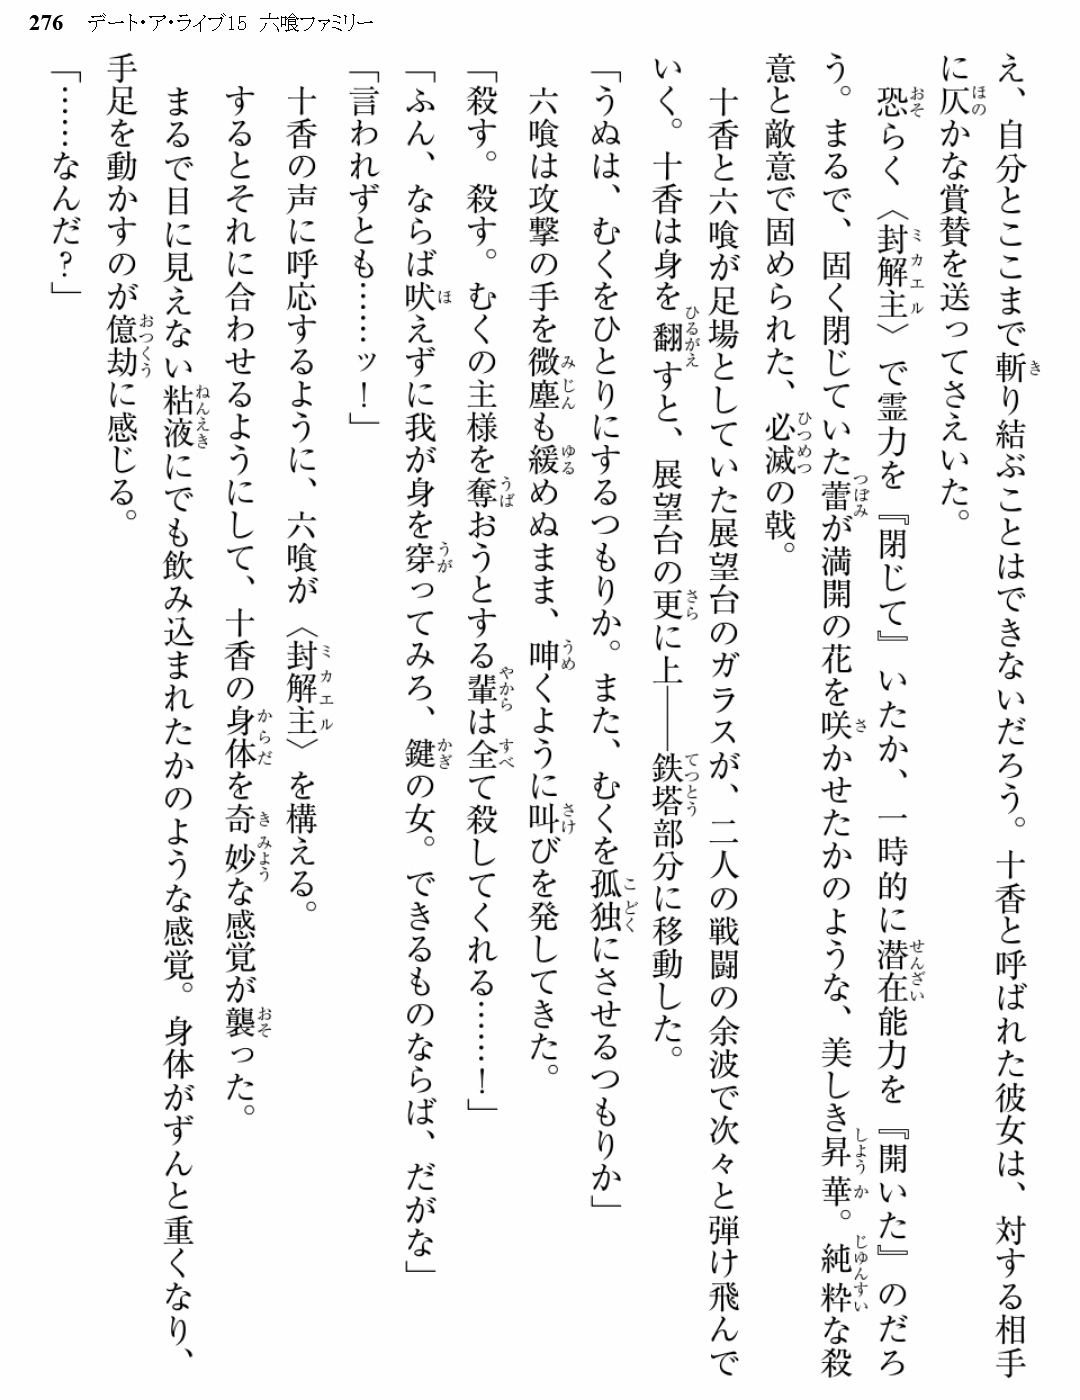 276 デート・ア・ライブ15 六喰ファミリー
え、自分とここまで斬り結ぶことはできないだろう。十香と呼ばれた彼女は、対する相手
に仄かな賞賛を送ってさえいた。
恐らく〈封解主〉で霊力を『閉じて』いたか、一時的に潜在能力を『開いた』のだろ
う。まるで、固く閉じていた蕾が満開の花を咲かせたかのような、美しき昇華。純粋な殺
意と敵意で固められた、必滅の戟。
十香と六喰が足場としていた展望台のガラスが、二人の戦闘の余波で次々と弾け飛んで
いく。十香は身を翻すと、展望台の更に上――鉄塔部分に移動した。
「うぬは、むくをひとりにするつもりか。また、むくを孤独にさせるつもりか」
六喰は攻撃の手を微塵も緩めぬまま、呻くように叫びを発してきた。
「殺す。殺す。むくの主様を奪おうとする輩は全て殺してくれる……！」
「ふん、ならば吠えずに我が身を穿ってみろ、鍵の女。できるものならば、だがな」
「言われずとも……ッ！」
十香の声に呼応するように、六喰が〈封解主〉を構える。
するとそれに合わせるようにして、十香の身体を奇妙な感覚が襲った。
まるで目に見えない粘液にでも飲み込まれたかのような感覚。身体がずんと重くなり、
手足を動かすのが億劫に感じる。
「……なんだ？」